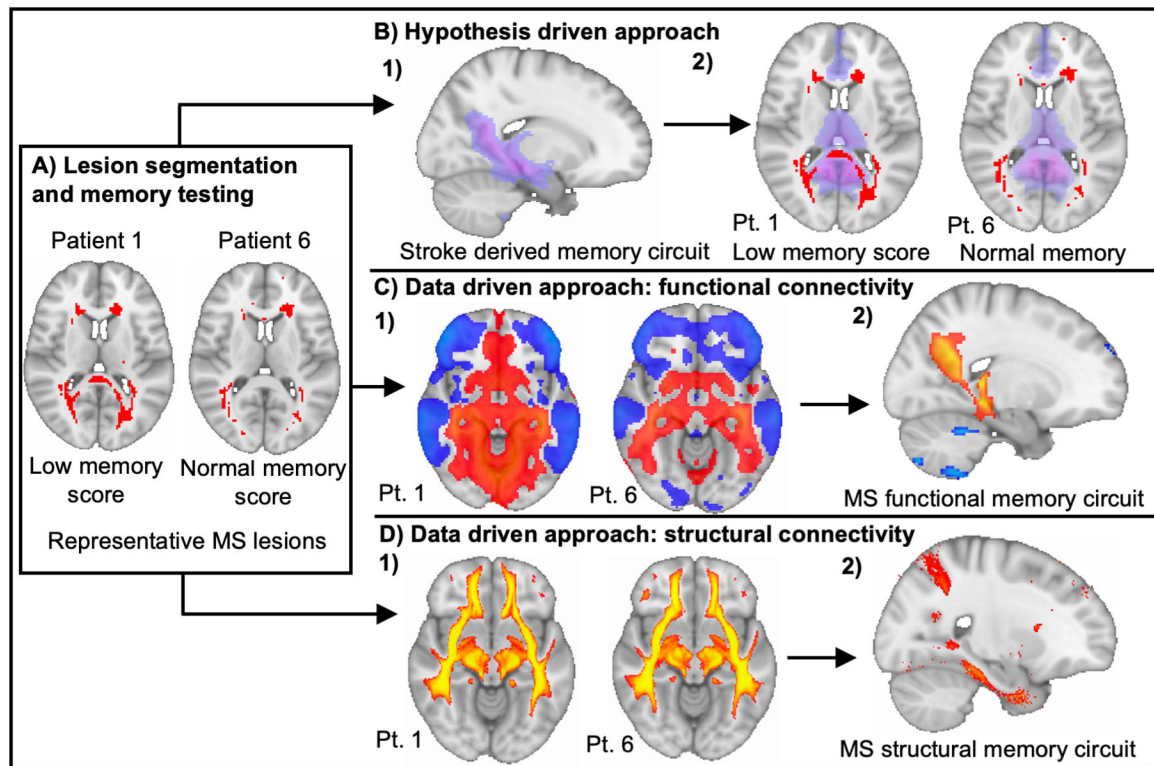 A) Lesion segmentation
and memory testing
Patient 1
Patient 6
Low memory
score
Normal memory
score
Representative MS lesions
B) Hypothesis driven approach
1)
2)
Stroke derived memory circuit
Pt. 1
Low memory score
Pt. 6
Normal memory
C) Data driven approach: functional connectivity
1)
2)
Pt. 1
Pt. 6
MS functional memory circuit
D) Data driven approach: structural connectivity
1)
2)
Pt. 1
Pt. 6
MS structural memory circuit